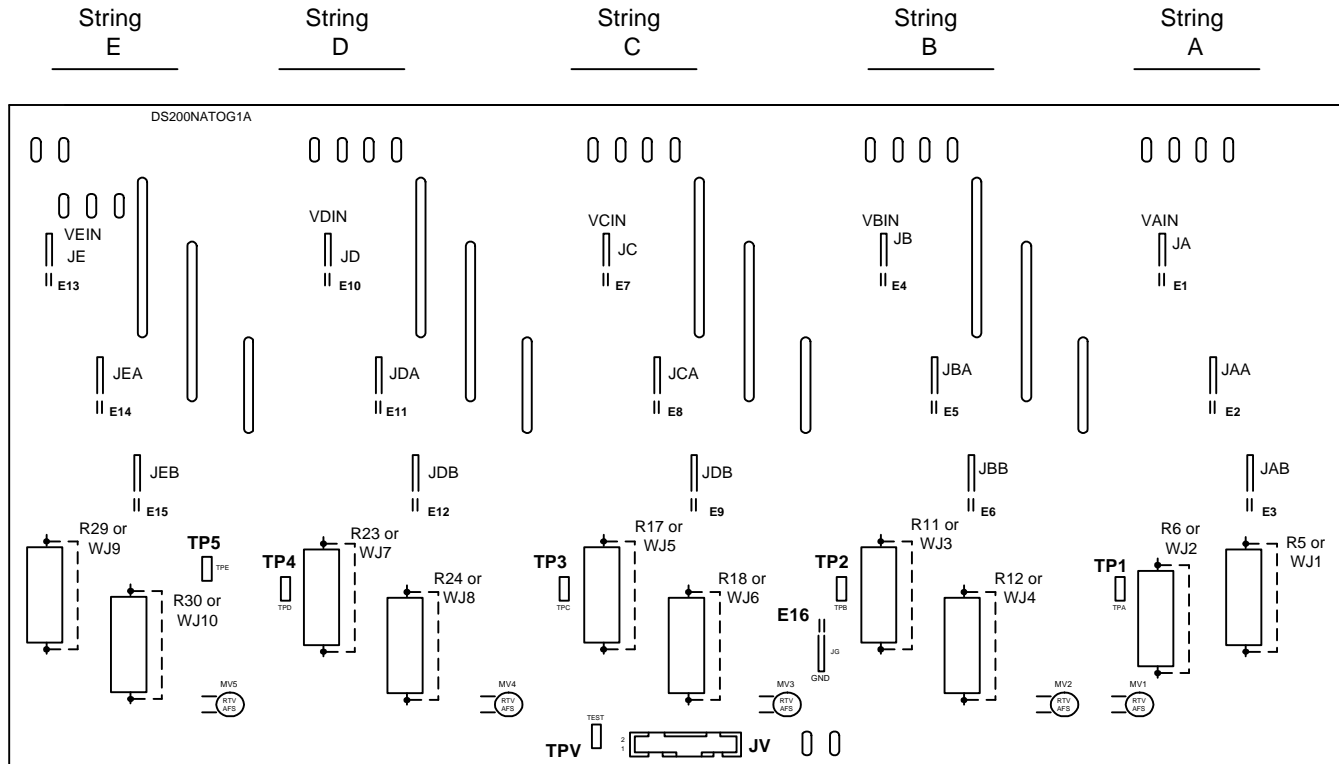 String
E
String
D
String
C
String
B
String
A
DS200NATOG1A
VEIN
JE
E13
VDIN
JD
E10
VCIN
JC
E7
VBIN
JB
E4
VAIN
JA
E1
JEA
E14
JDA
E11
JCA
E8
JBA
E5
JAA
E2
JEB
E15
JDB
E12
JDB
E9
JBB
E6
JAB
E3
R29 or
WJ9
TP5
TPE
R30 or
WJ10
MV5
RTV
AFS
TP4
TPD
R23 or
WJ7
R24 or
WJ8
MV4
RTV
AFS
TP3
TPC
R17 or
WJ5
R18 or
WJ6
MV3
RTV
AFS
E16
JG
GND
TP2
TPB
R11 or
WJ3
R12 or
WJ4
MV2
RTV
AFS
TP1
TPA
R6 or
WJ2
R5 or
WJ1
MV1
RTV
AFS
TEST
TPV
2
1
JV